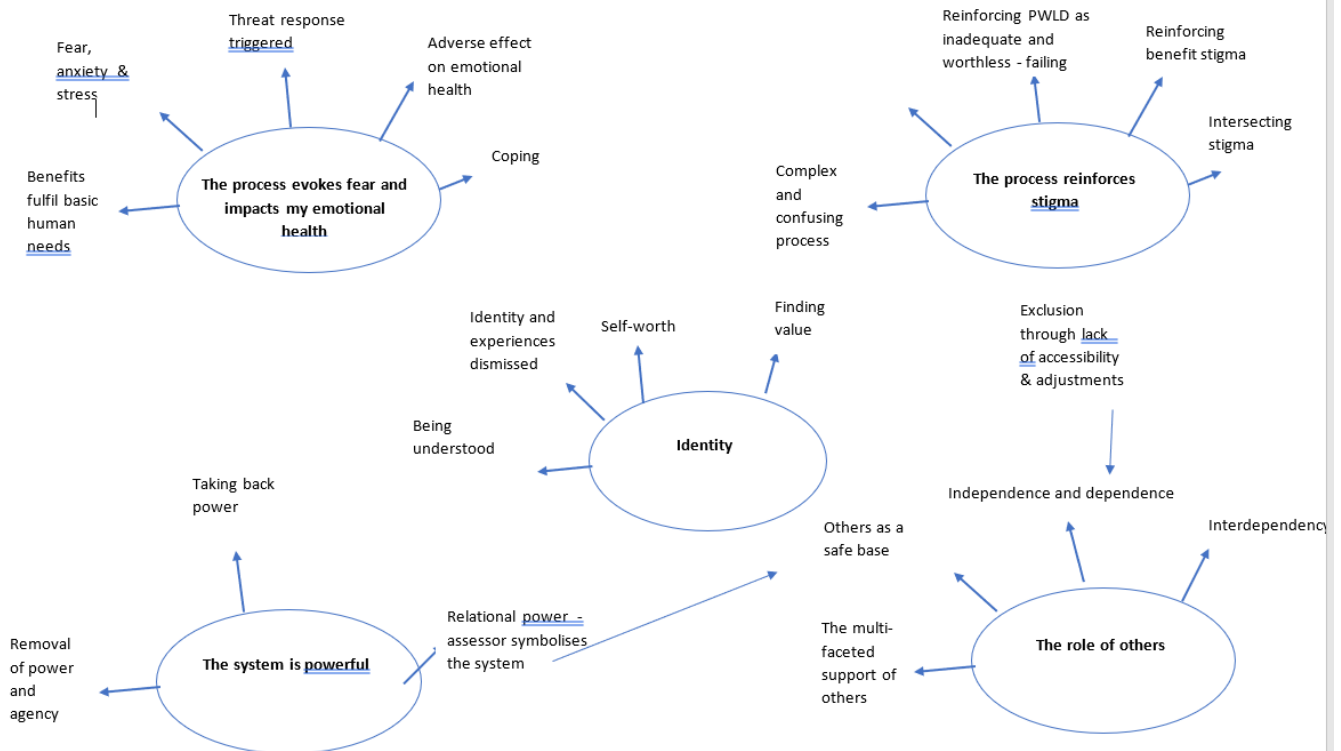 Fear,
anxiety &
stress
Threat response
triggered
Adverse effect
on emotional
health
Coping
Benefits
fulfil basic
human
needs
The process evokes fear and
impacts my emotional
health
Reinforcing PWLD as
inadequate and
worthless - failing
Reinforcing
benefit stigma
Intersecting
stigma
Complex
and
confusing
process
The process reinforces
stigma
Identity and
experiences
dismissed
Self-worth
Finding
value
Being
understood
Identity
Exclusion
through lack
of accessibility
& adjustments
Taking back
power
Removal
of power
and
agency
The system is powerful
Relational power -
assessor symbolises
the system
Independence and dependence
Others as a
safe base
Interdependency
The multi-
faceted
support of
others
The role of others